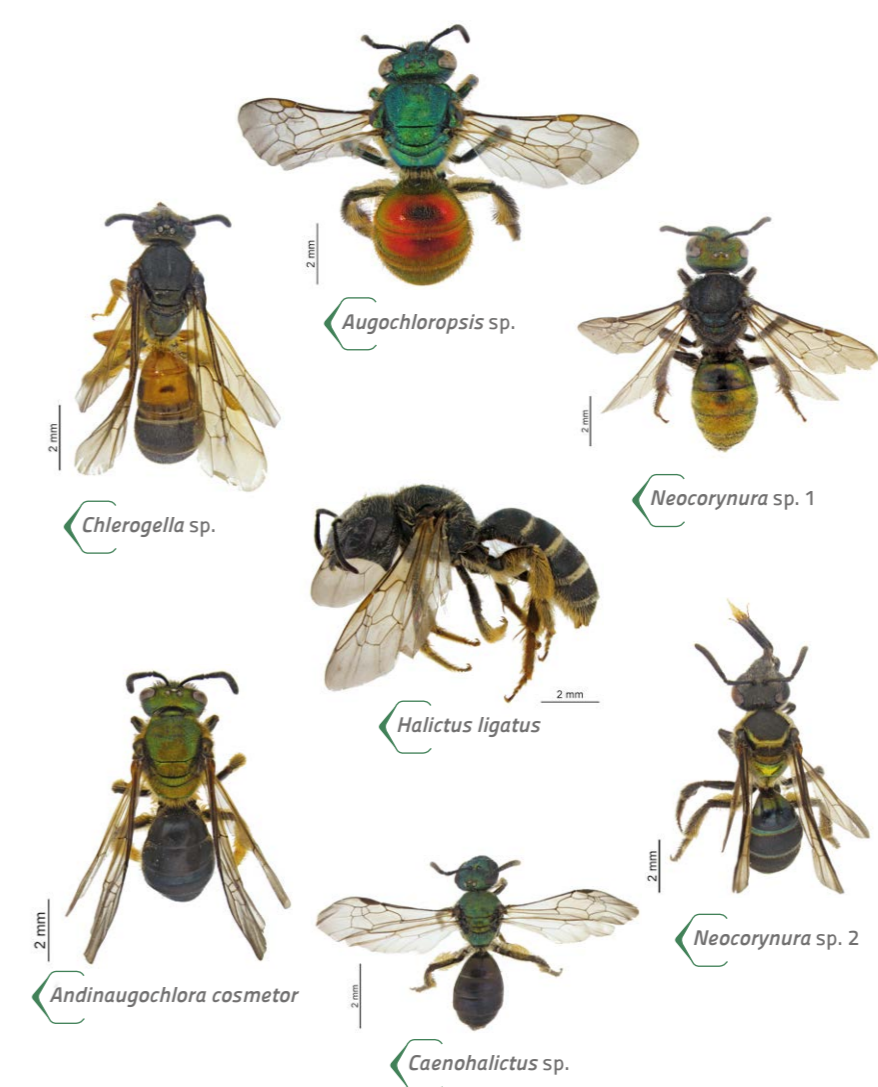 2 mm
Augochloropsis sp.
2 mm
Chlerogella sp.
2 mm
Neocorynura sp. 1
2 mm
Halictus ligatus
2 mm
Andinaugochlora cosmetor
2 mm
Neocorynura sp. 2
2 mm
Caenohalictus sp.